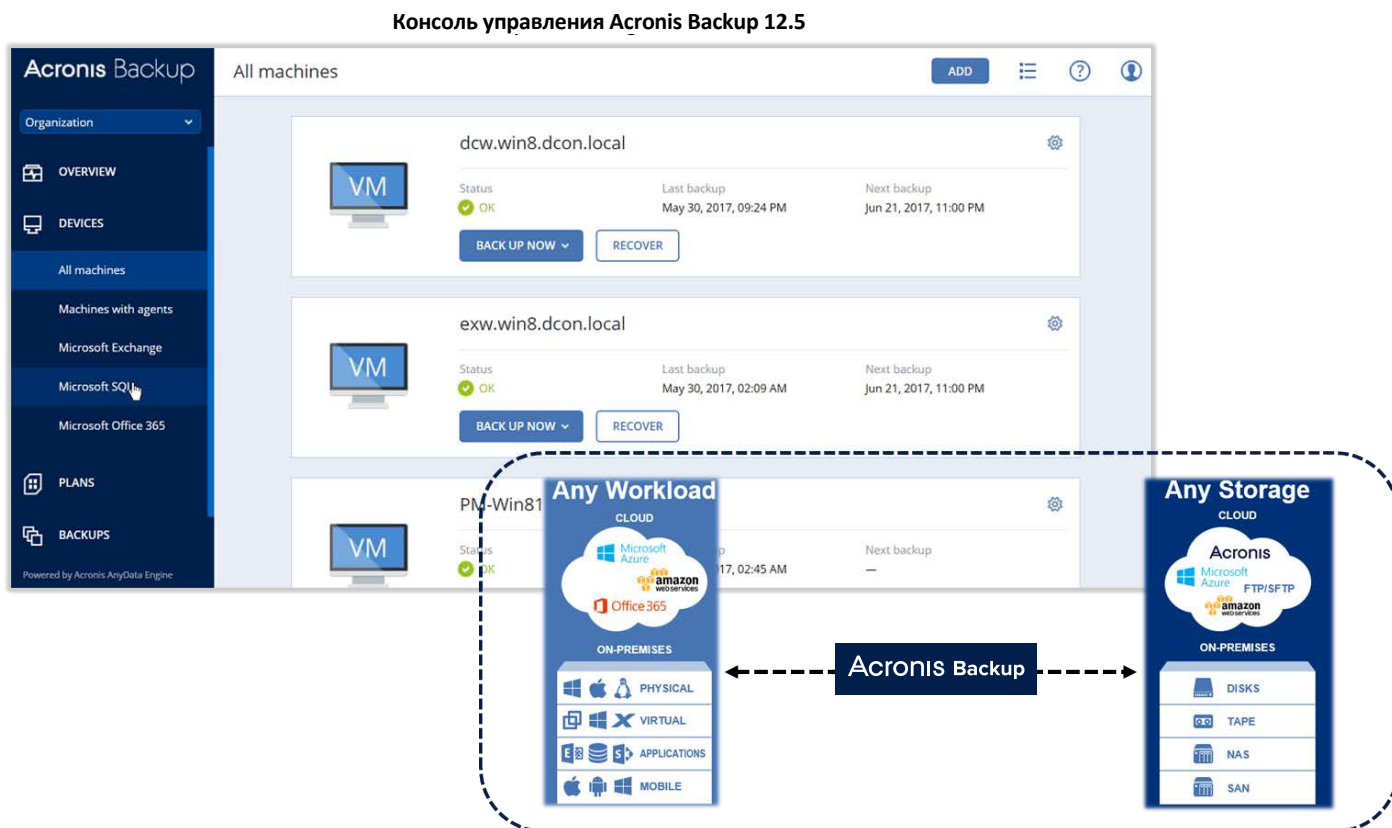 Консоль управления Acronis Backup 12.5
Acronis Backup
Organization
OVERVIEW
DEVICES
All machines
Machines with agents
Microsoft Exchange
Microsoft SQL
Microsoft Office 365
PLANS
BACKUPS
Powered by Acronis AnyData Engine
All machines
ADD
?
dcw.win8.dcon.local
VM
Status
Last backup
Next backup
OK
May 30, 2017, 09:24 PM
Jun 21, 2017, 11:00 PM
BACK UP NOW
RECOVER
exw.win8.dcon.local
VM
Status
Last backup
Next backup
OK
May 30, 2017, 02:09 AM
Jun 21, 2017, 11:00 PM
BACK UP NOW
RECOVER
PM-Win81
VM
Status
Next backup
OK
17, 02:45 AM
—
Any Workload
CLOUD
Microsoft
Azure
amazon
webservices
Office 365
ON-PREMISES
PHYSICAL
VIRTUAL
APPLICATIONS
MOBILE
Acronis Backup
Any Storage
CLOUD
Acronis
Microsoft
Azure
FTP/SFTP
amazon
webservices
ON-PREMISES
DISKS
TAPE
NAS
SAN